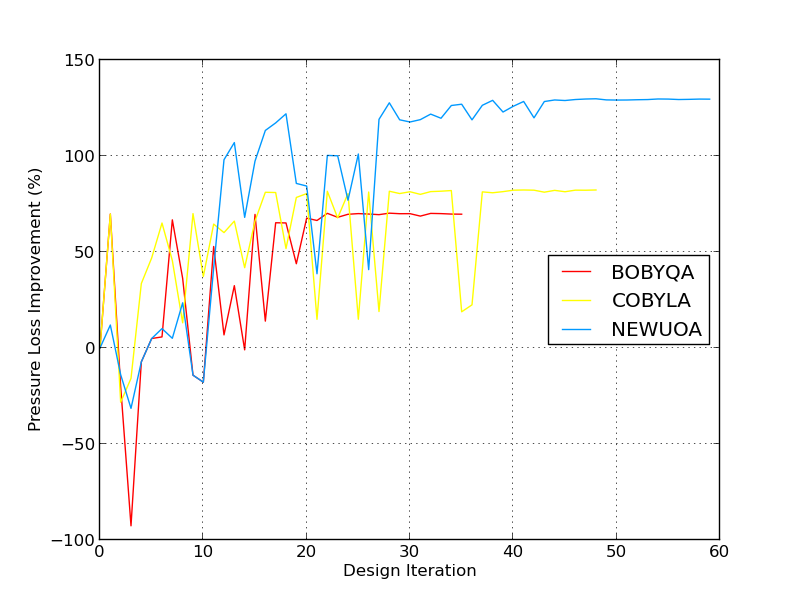 150
100
50
0
−50
−100
Pressure Loss Improvement (%)
BOBYQA
COBYLA
NEWUOA
0 10 20 30 40 50 60
Design Iteration